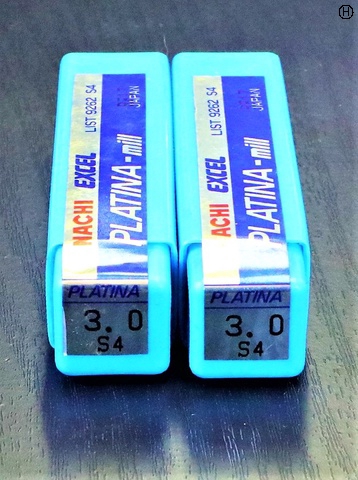 H
LIST 9262 S4
JAPAN
NACHI EXCEL
PLATINA-mill
PLATINA
3.0
S4
LIST 9262 S4
JAPAN
ACHI EXCEL
PLATINA-mill
PLATINA
3.0
S4